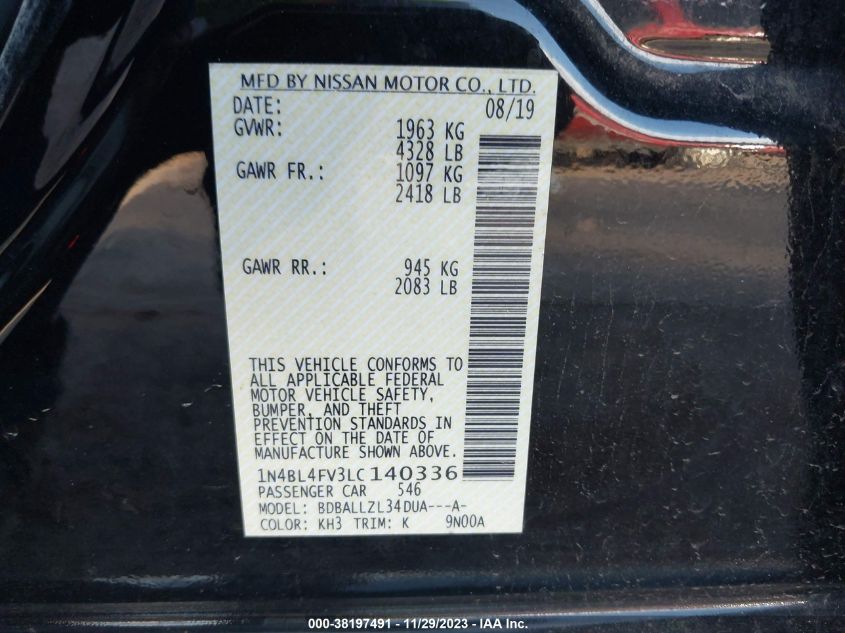 MFD BY NISSAN MOTOR CO., LTD.
DATE: 08/19
GVWR: 1963 KG
4328 LB
GAWR FR.: 1097 KG
2418 LB
GAWR RR.: 945 KG
2083 LB
THIS VEHICLE CONFORMS TO
ALL APPLICABLE FEDERAL
MOTOR VEHICLE SAFETY,
BUMPER, AND THEFT
PREVENTION STANDARDS IN
EFFECT ON THE DATE OF
MANUFACTURE SHOWN ABOVE.
1N4BL4FV3LC140336
PASSENGER CAR 546
MODEL: BDBALLZL34DUA---A-
COLOR: KH3 TRIM: K 9N00A
000-38197491 - 11/29/2023 - IAA Inc.